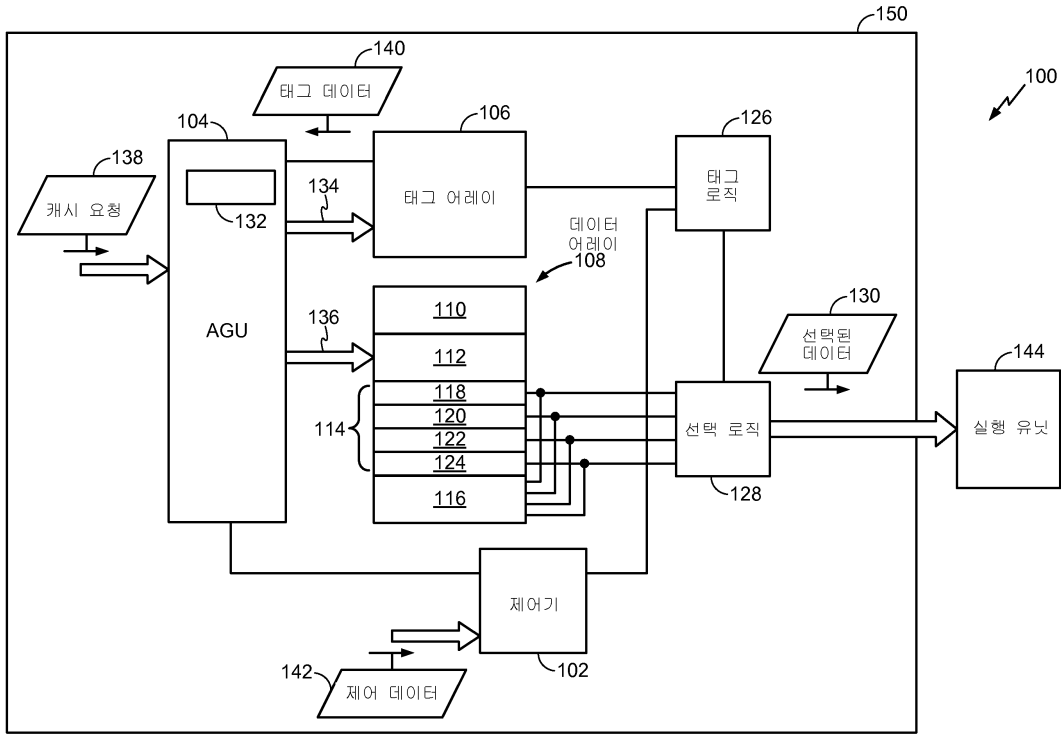 150
140
100
태그 데이터
106
126
104
138
134
태그 어레이
태그
로직
캐시 요청
132
데이터
어레이
108
110
130
AGU
136
선택된
데이터
112
144
118
114
120
선택 로직
실행 유닛
122
124
116
128
제어기
142
제어 데이터
102